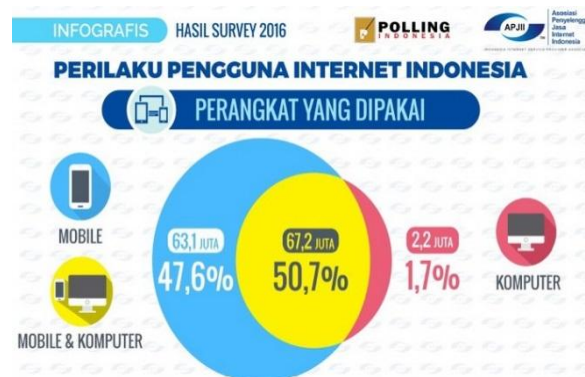 INFOGRAFIS
HASIL SURVEY 2016
POLLING
INDONESIA
APJII
Asosiasi
Penyelengg
Jasa
Internet
Indonesia
PERILAKU PENGGUNA INTERNET INDONESIA
PERANGKAT YANG DIPAKAI
MOBILE
63,1 JUTA
47,6%
67,2 JUTA
50,7%
2,2 JUTA
1,7%
KOMPUTER
MOBILE & KOMPUTER